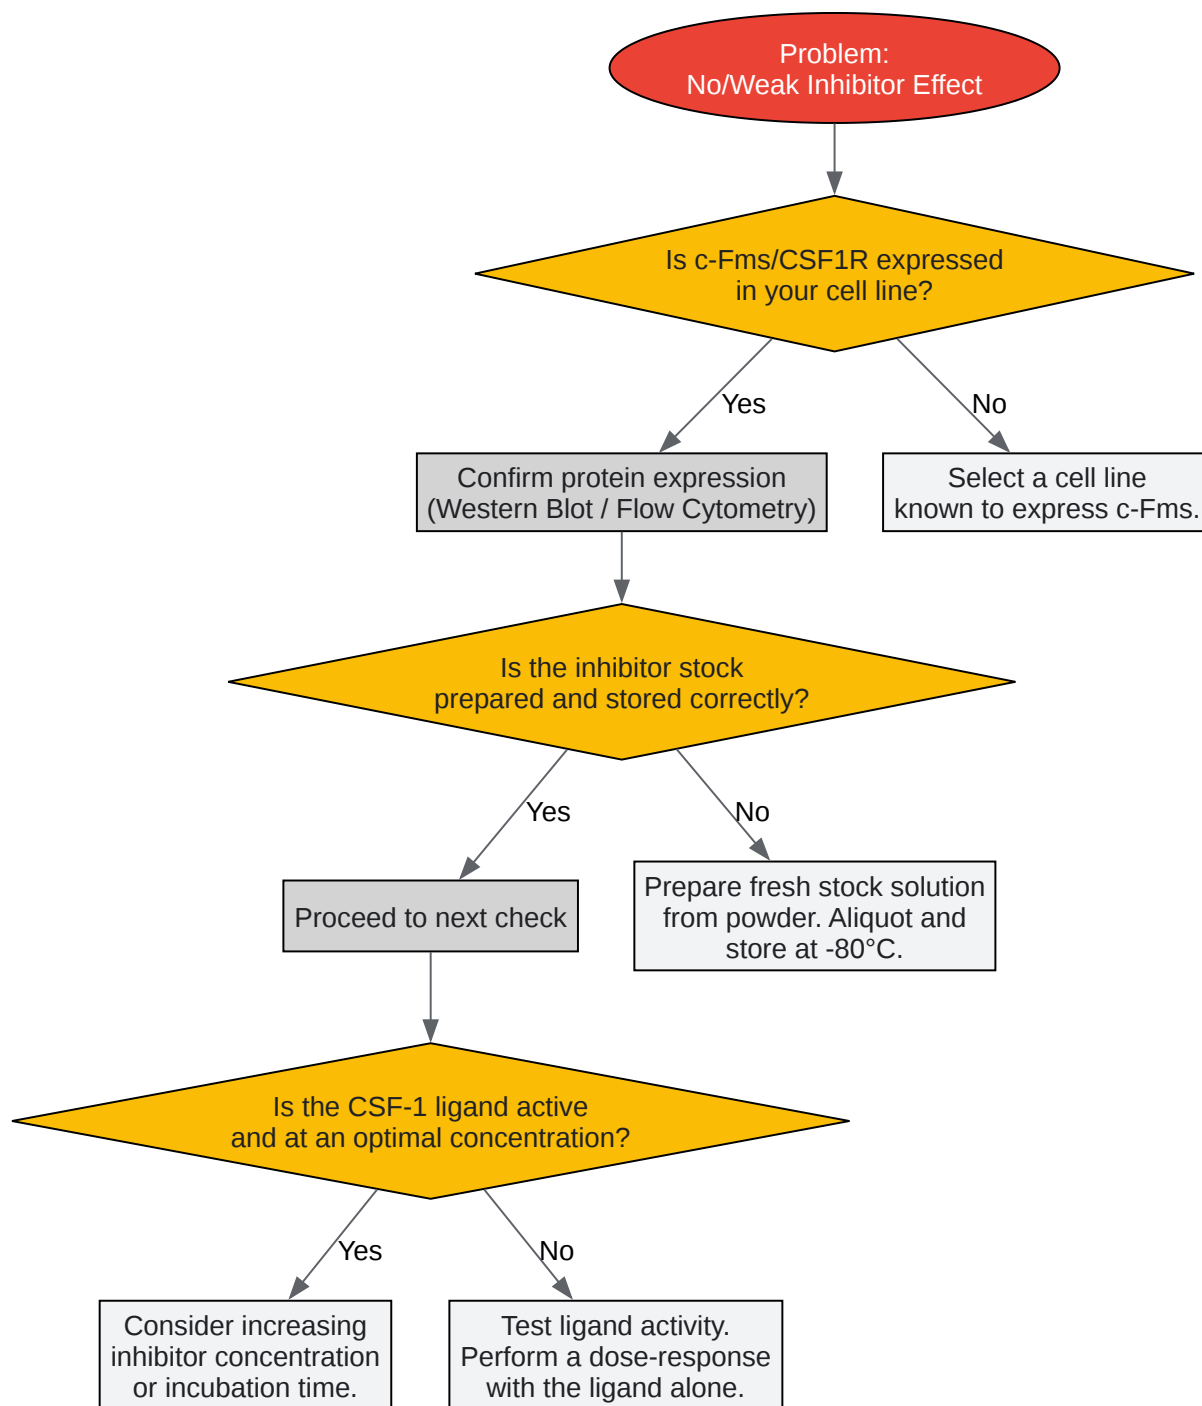 Problem:
No/Weak Inhibitor Effect
Is c-Fms/CSF1R expressed
in your cell line?
Yes
No
Confirm protein expression
(Western Blot / Flow Cytometry)
Select a cell line
known to express c-Fms.
Is the inhibitor stock
prepared and stored correctly?
Yes
No
Proceed to next check
Prepare fresh stock solution
from powder. Aliquot and
store at -80°C.
Is the CSF-1 ligand active
and at an optimal concentration?
Yes
No
Consider increasing
inhibitor concentration
or incubation time.
Test ligand activity.
Perform a dose-response
with the ligand alone.